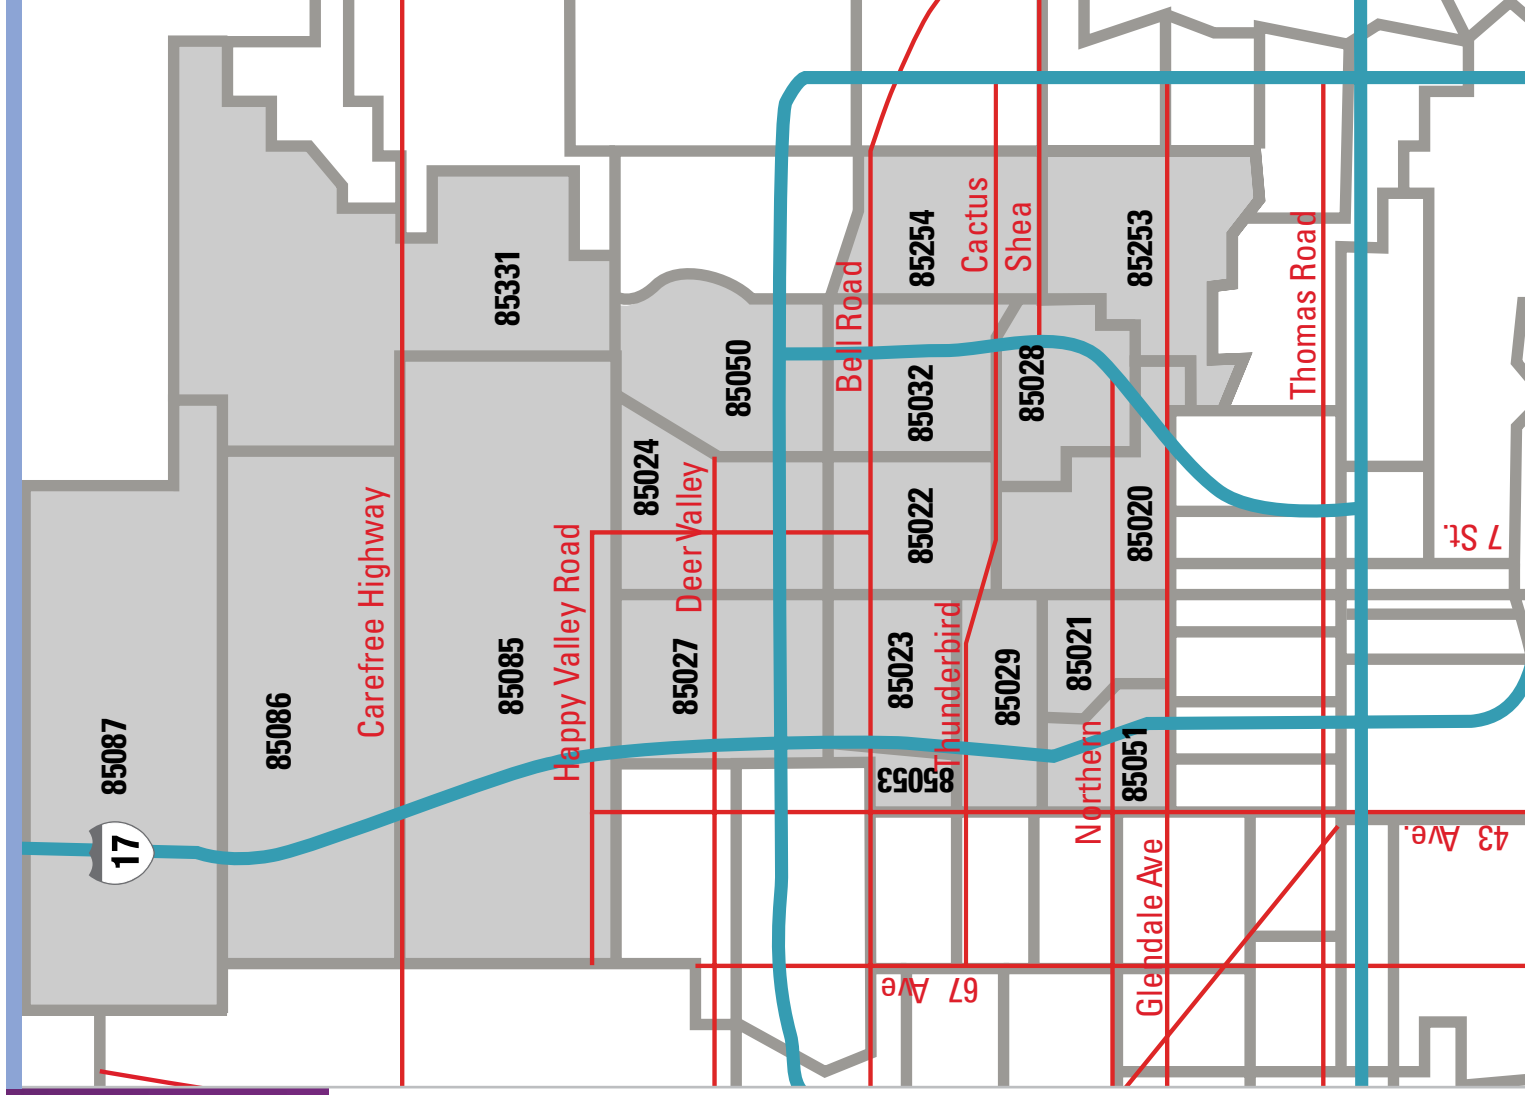 85087
17
85086
Carefree Highway
85331
85085
Happy Valley Road
85024
Deer Valley
85027
85050
Bell Road
85254
85032
85022
85023
85053
Thunderbird
Cactus
Shea
85028
85029
85021
Northern
85253
85020
85051
Glendale Ave
Thomas Road
7 St.
43 Ave.
67 Ave